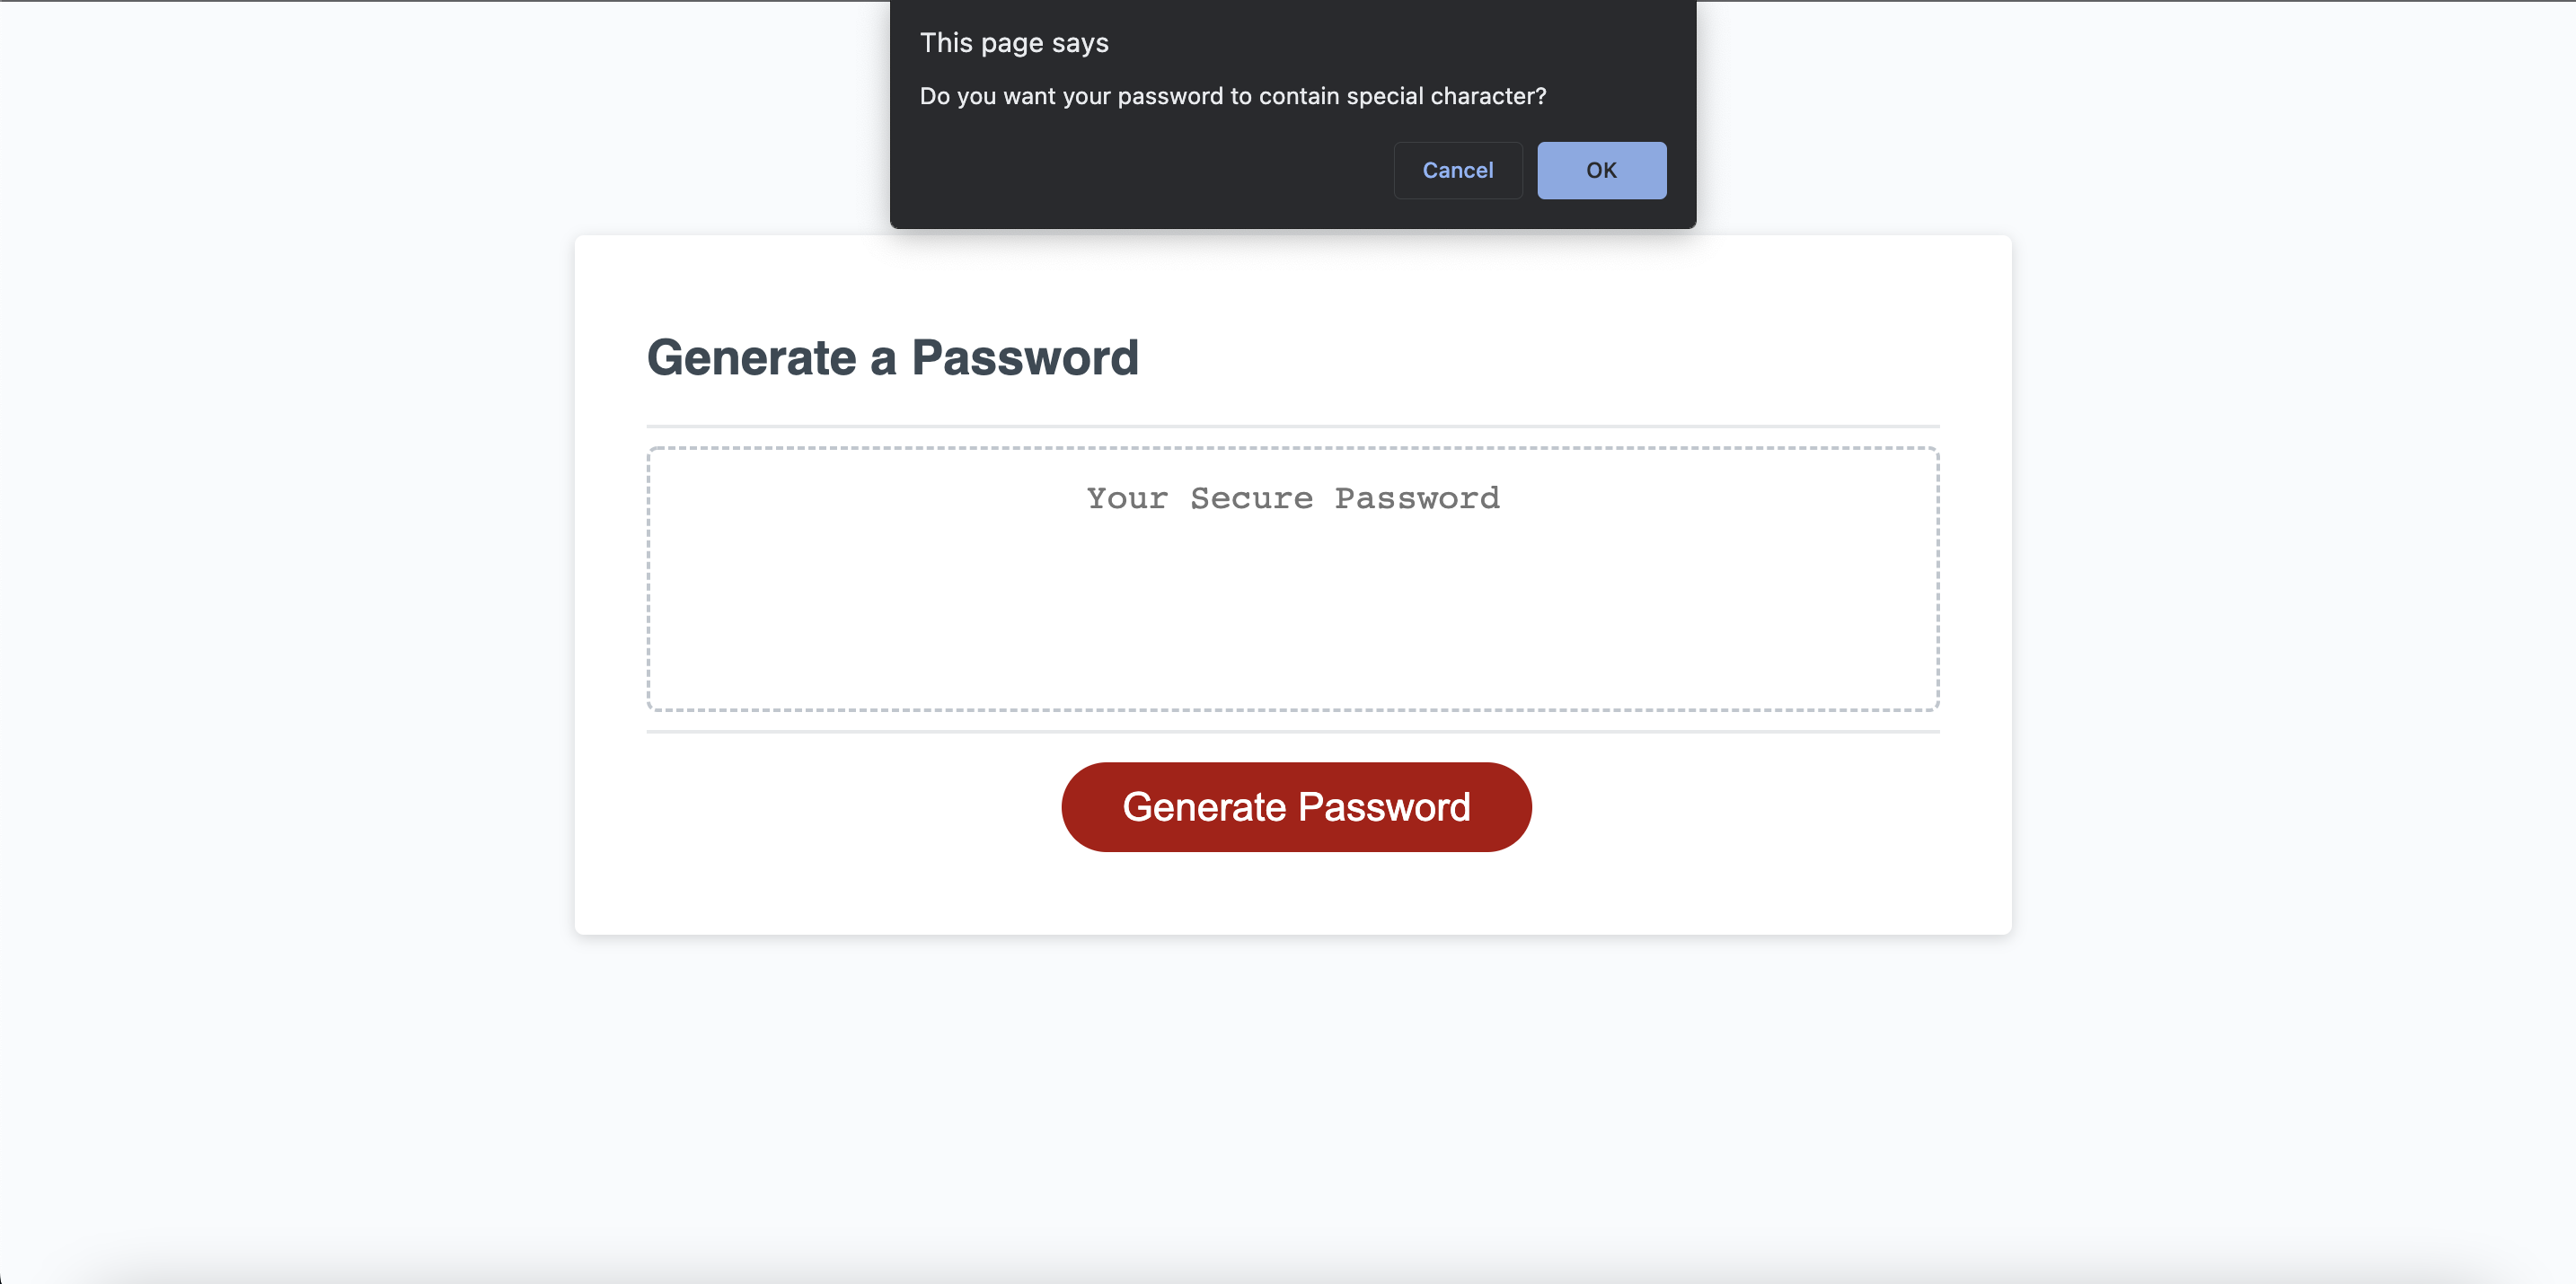 This page says
Do you want your password to contain special character?
Cancel OK
Generate a Password
Your Secure Password
Generate Password